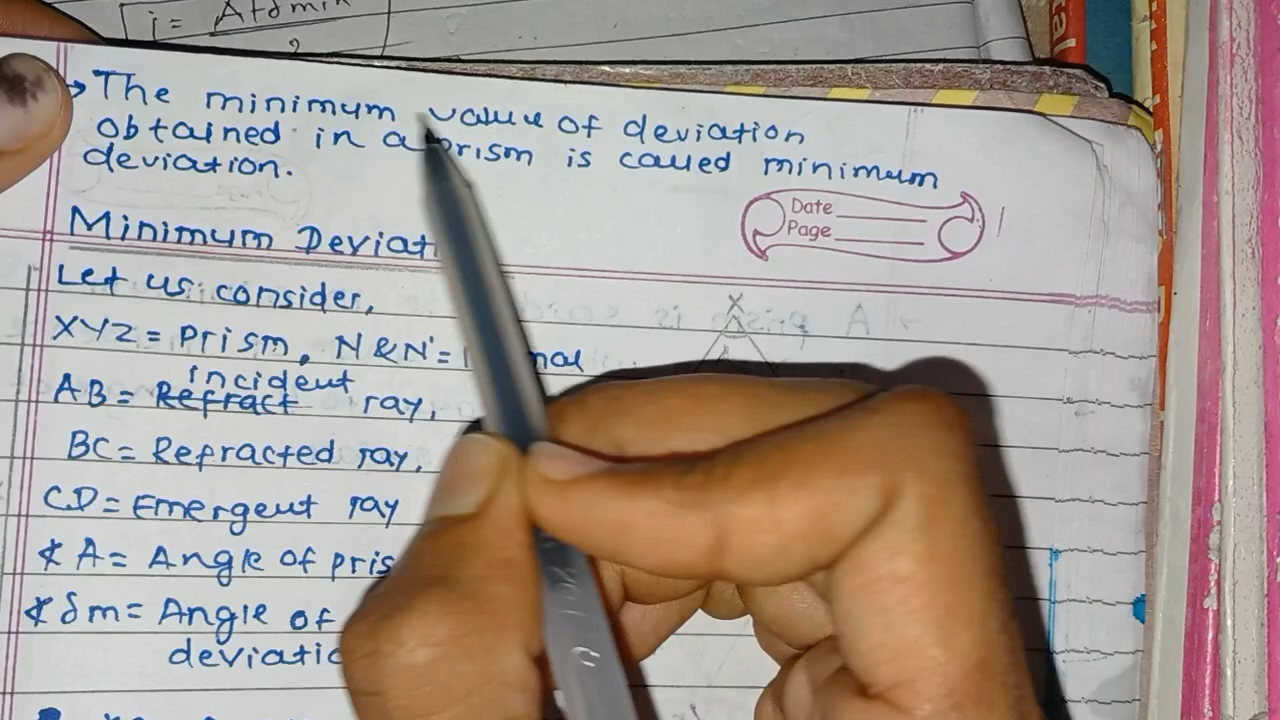 i = A+δmin
2
→ The minimum value of deviation
obtained in a prism is called minimum
deviation.
Date
Page
Minimum Deviat
Let us consider,
XYZ = Prism, N & N' =
incident
AB = Refract ray,
BC = Refracted ray,
CD = Emergent ray
∠A = Angle of pris
∠δm = Angle of
deviatio